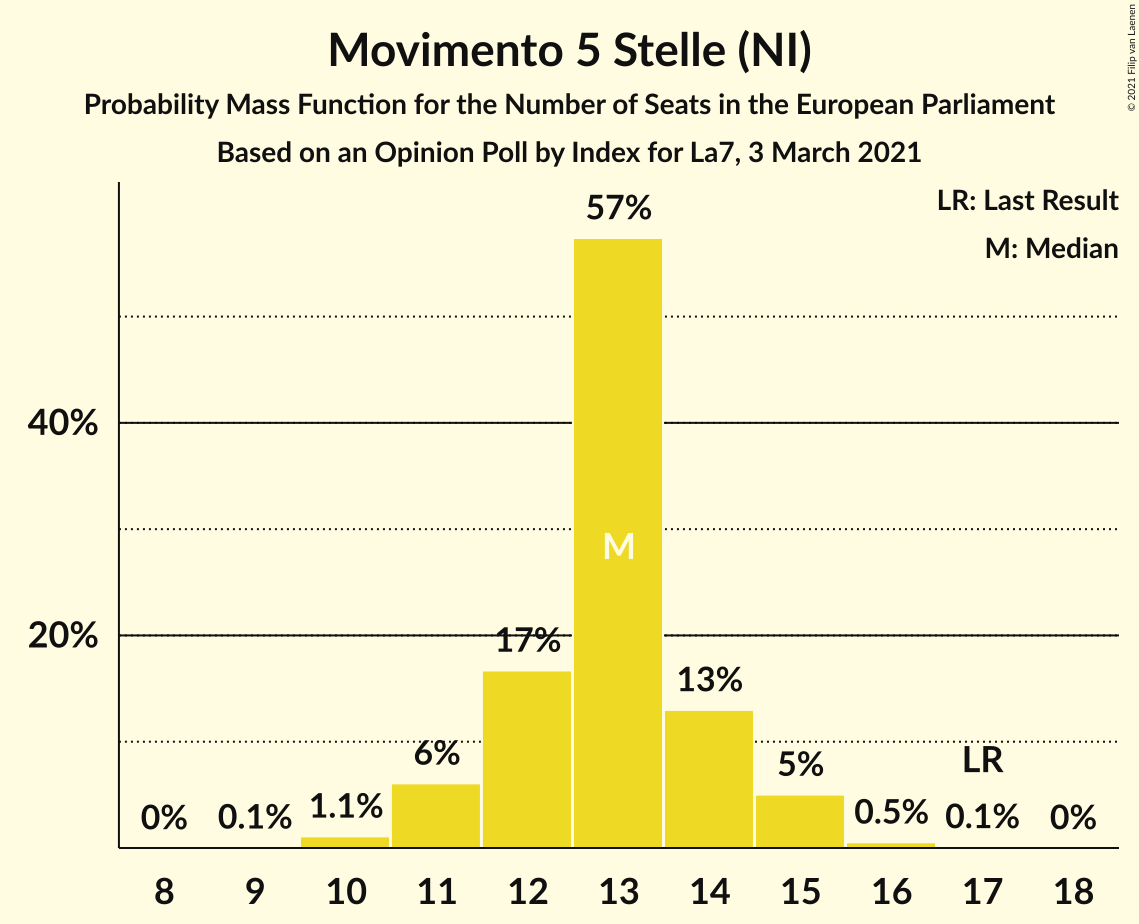 Movimento 5 Stelle (NI)
Probability Mass Function for the Number of Seats in the European Parliament
Based on an Opinion Poll by Index for La7, 3 March 2021
© 2021 Filip van Laenen
LR: Last Result
M: Median
57%
40%
M
20%
17%
13%
6%
5%
LR
0%
0.1%
1.1%
0.5%
0.1%
0%
8 9 10 11 12 13 14 15 16 17 18